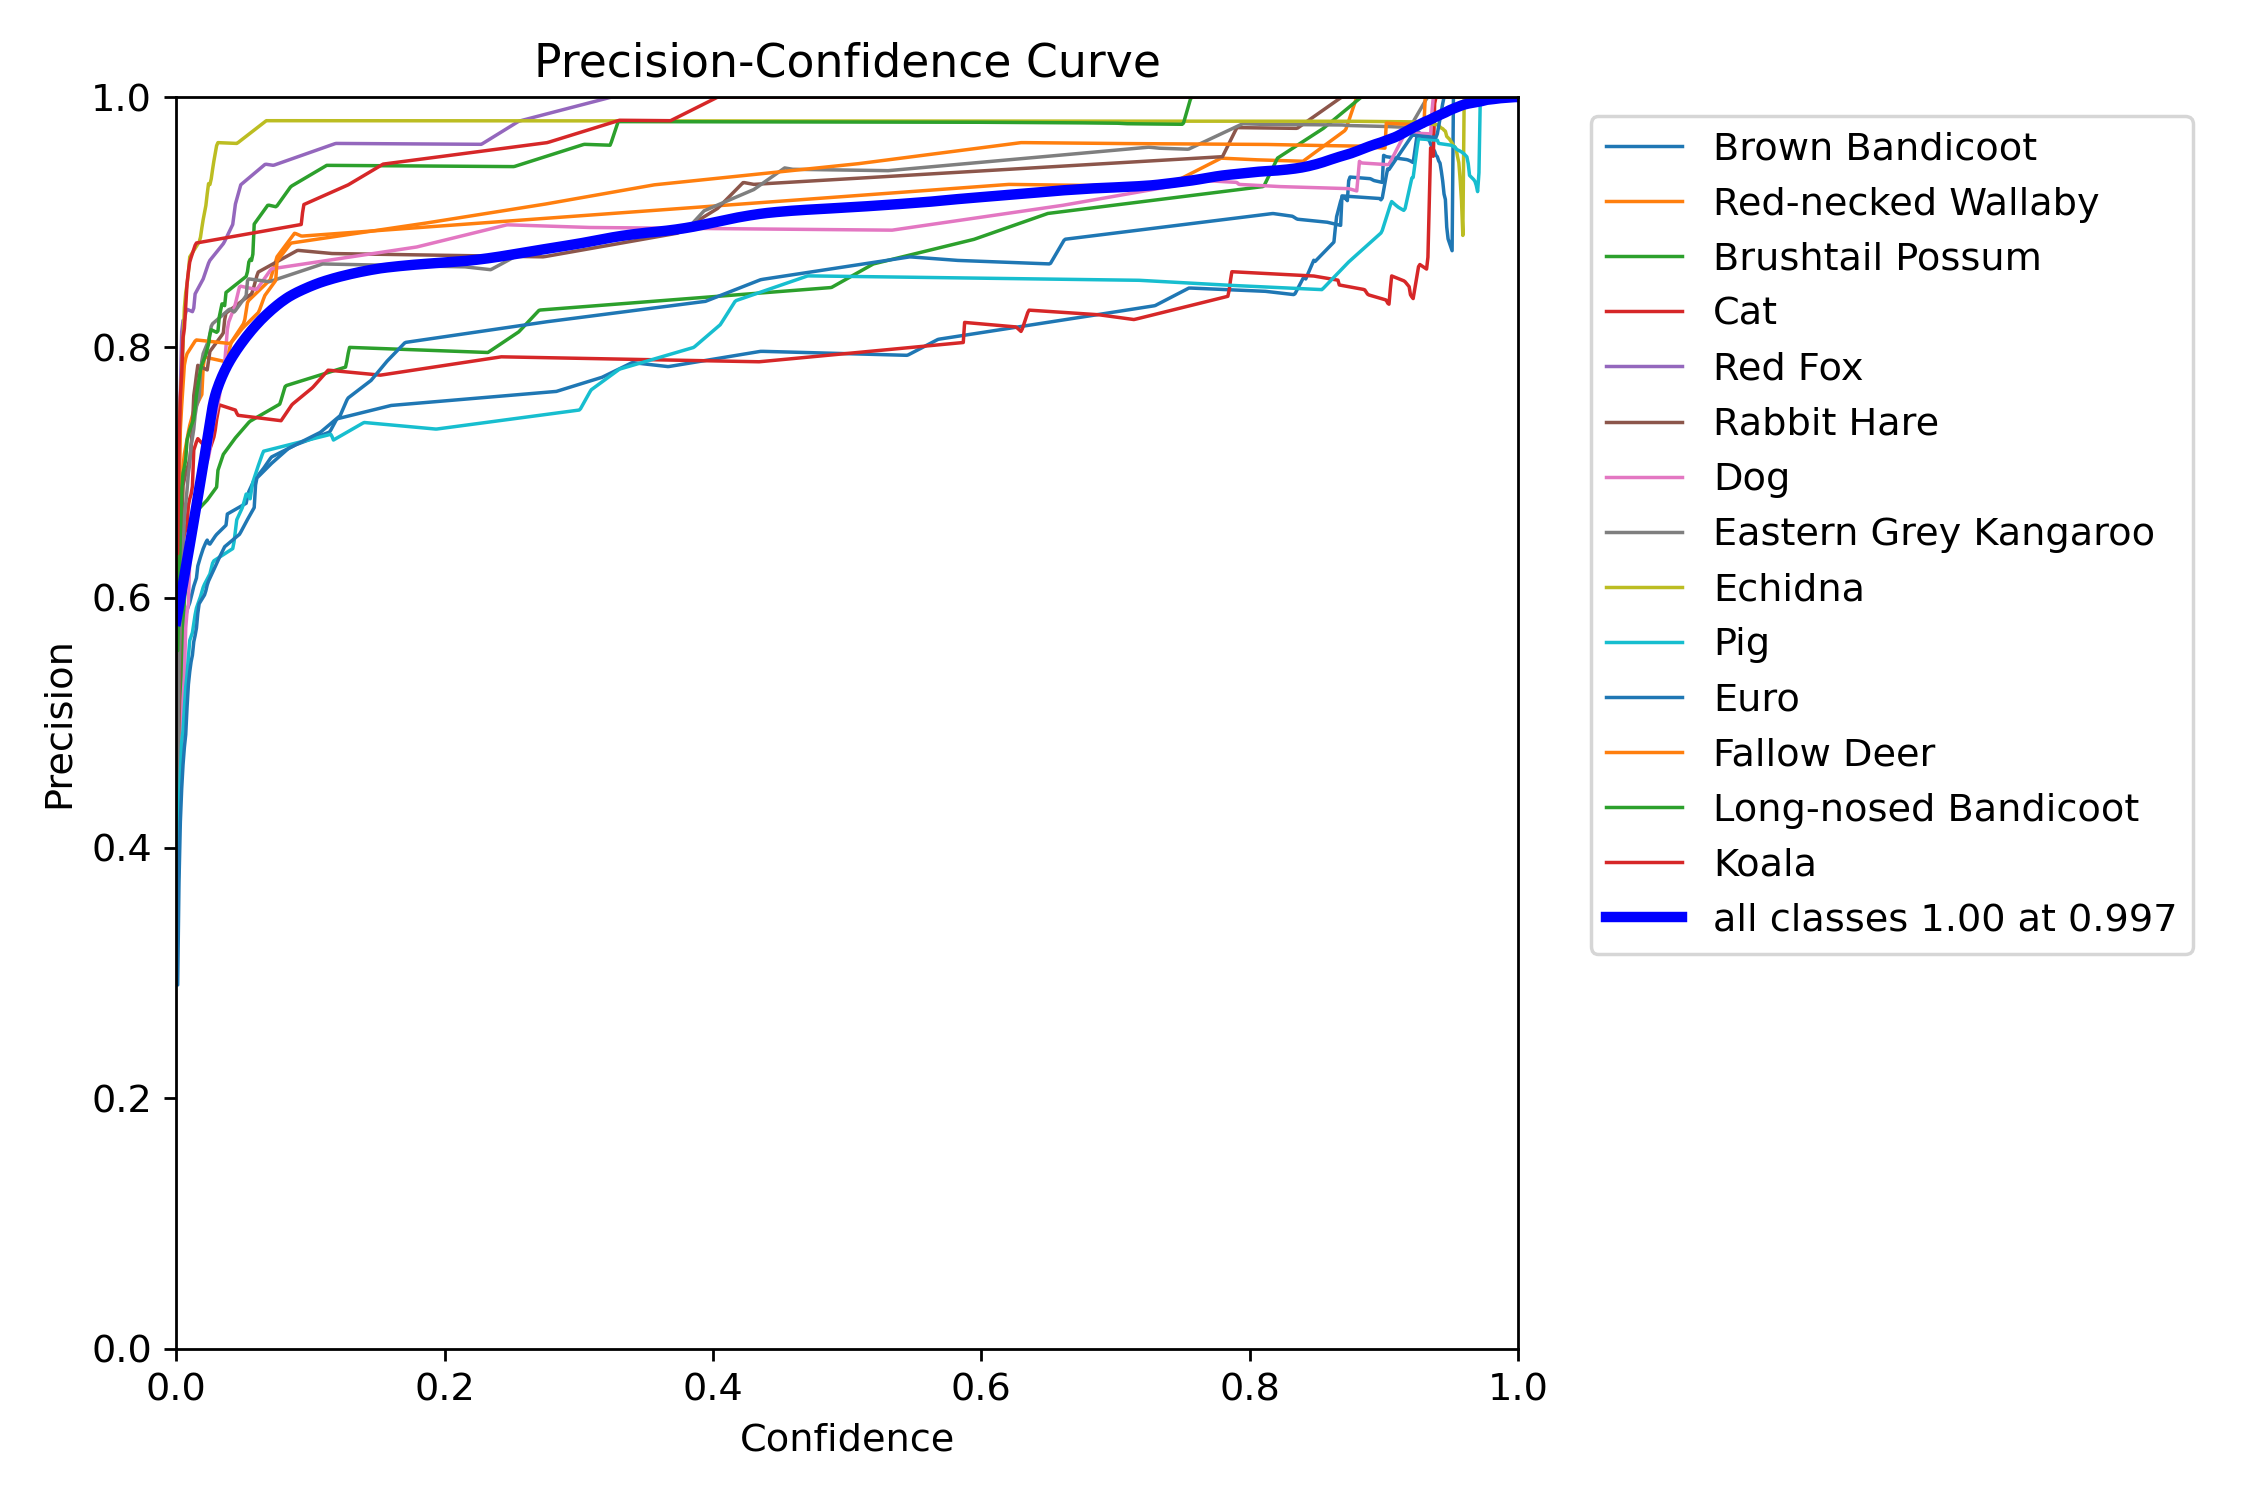 Precision-Confidence Curve
1.0
0.8
0.6
0.4
0.2
0.0
Precision
0.0 0.2 0.4 0.6 0.8 1.0
Confidence
Brown Bandicoot
Red-necked Wallaby
Brushtail Possum
Cat
Red Fox
Rabbit Hare
Dog
Eastern Grey Kangaroo
Echidna
Pig
Euro
Fallow Deer
Long-nosed Bandicoot
Koala
all classes 1.00 at 0.997